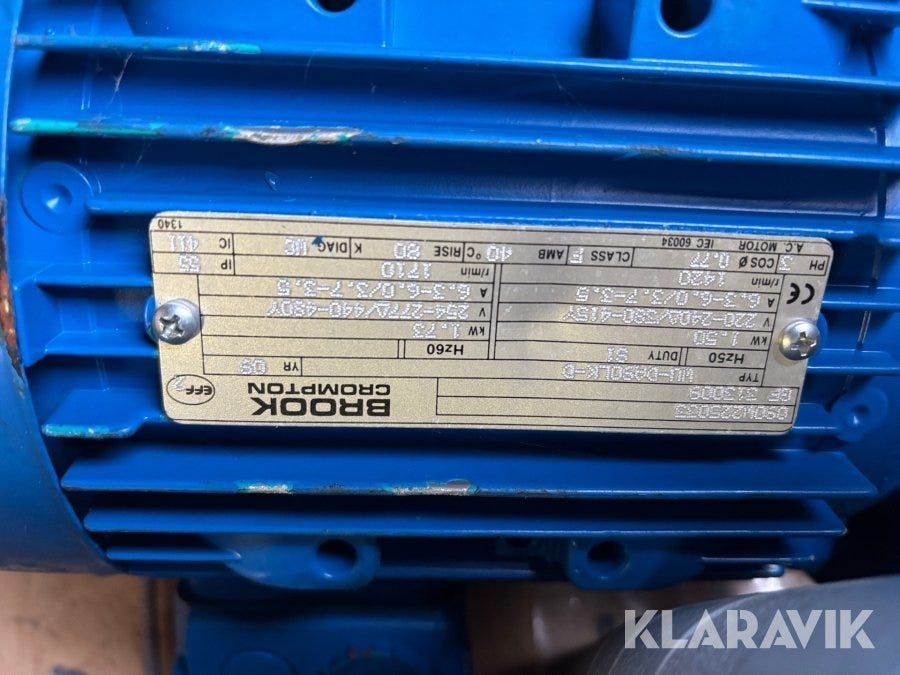 BROOK
CROMPTON
EFF 2
090W225033
BF 313009
TYP WU-DA90LK-D YR 09
Hz50 DUTY S1 Hz60
kW 1.50 kW 1.73
V 220-240Δ/380-415Y V 254-277Δ/440-480Y
A 6.3-6.0/3.7-3.5 A 6.3-6.0/3.7-3.5
r/min 1420 r/min 1710
CE
PH 3 COS Ø 0.77 CLASS F AMB 40 °C RISE 80 K DIAG IP 55 IC 411
A.C. MOTOR IEC 60034 1340
KLARAVIK